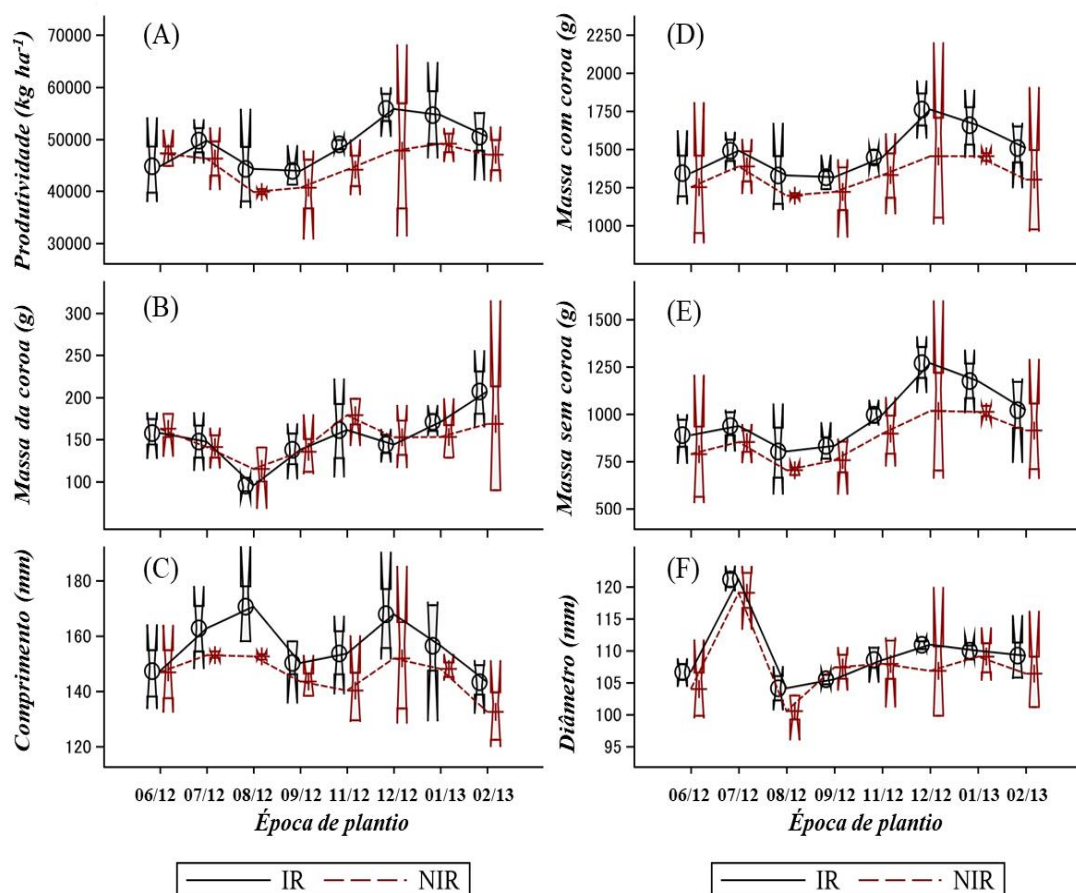 (A)
Produtividade (kg ha⁻¹)
70000
60000
50000
40000
30000
(B)
Massa da coroa (g)
300
250
200
150
100
(C)
Comprimento (mm)
180
160
140
120
06/12 07/12 08/12 09/12 11/12 12/12 01/13 02/13
Época de plantio
IR NIR
(D)
Massa com coroa (g)
2250
2000
1750
1500
1250
1000
(E)
Massa sem coroa (g)
1500
1250
1000
750
500
(F)
Diâmetro (mm)
120
115
110
105
100
95
06/12 07/12 08/12 09/12 11/12 12/12 01/13 02/13
Época de plantio
IR NIR